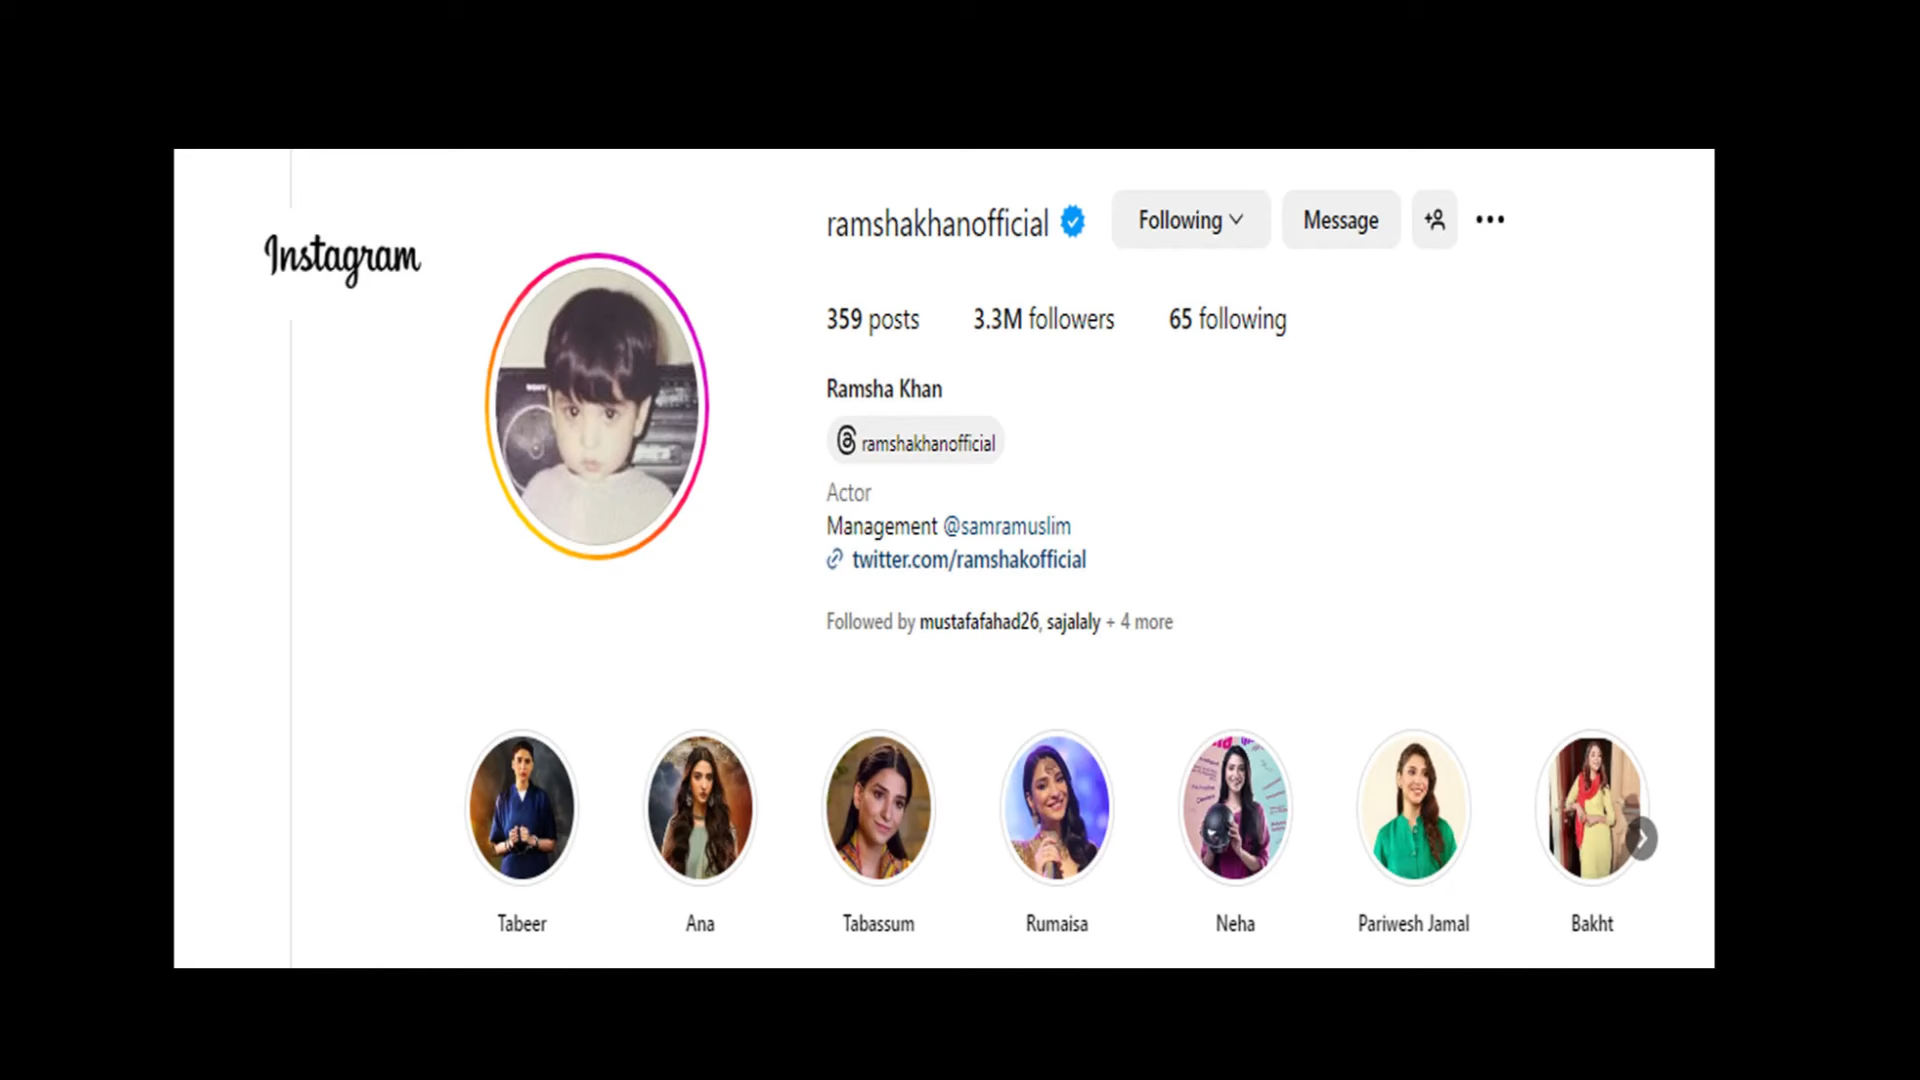 Instagram
ramshakhanofficial Following Message
359 posts 3.3M followers 65 following
Ramsha Khan
ramshakhanofficial
Actor
Management @samramuslim
twitter.com/ramshakofficial
Followed by mustafafahad26, sajalaly + 4 more
Tabeer Ana Tabassum Rumaisa Neha Pariwesh Jamal Bakht